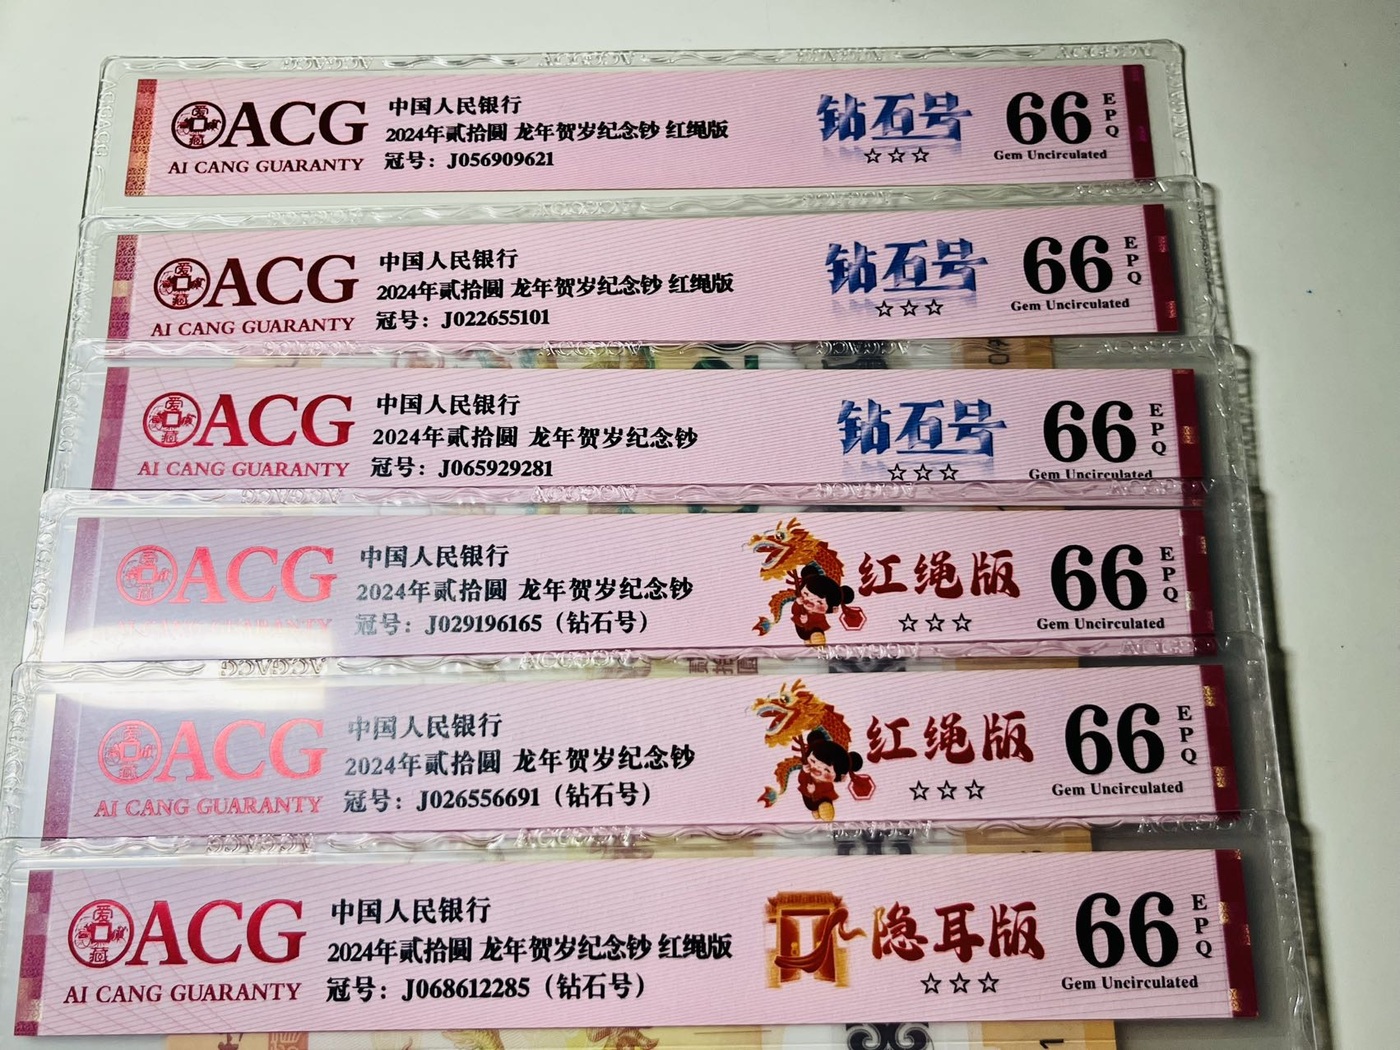 ACG
AI CANG GUARANTY
中国人民银行
2024年贰拾圆 龙年贺岁纪念钞 红绳版
冠号：J056909621
钻石号
☆☆☆
66
EPQ
Gem Uncirculated
ACG
AI CANG GUARANTY
中国人民银行
2024年贰拾圆 龙年贺岁纪念钞 红绳版
冠号：J022655101
钻石号
☆☆☆
66
EPQ
Gem Uncirculated
ACG
AI CANG GUARANTY
中国人民银行
2024年贰拾圆 龙年贺岁纪念钞
冠号：J065929281
钻石号
☆☆☆
66
EPQ
Gem Uncirculated
ACG
中国人民银行
2024年贰拾圆 龙年贺岁纪念钞
冠号：J029196165（钻石号）
红绳版
☆☆☆
66
EPQ
Gem Uncirculated
ACG
AI CANG GUARANTY
中国人民银行
2024年贰拾圆 龙年贺岁纪念钞
冠号：J026556691（钻石号）
红绳版
☆☆☆
66
EPQ
Gem Uncirculated
ACG
AI CANG GUARANTY
中国人民银行
2024年贰拾圆 龙年贺岁纪念钞 红绳版
冠号：J068612285（钻石号）
隐耳版
☆☆☆
66
EPQ
Gem Uncirculated